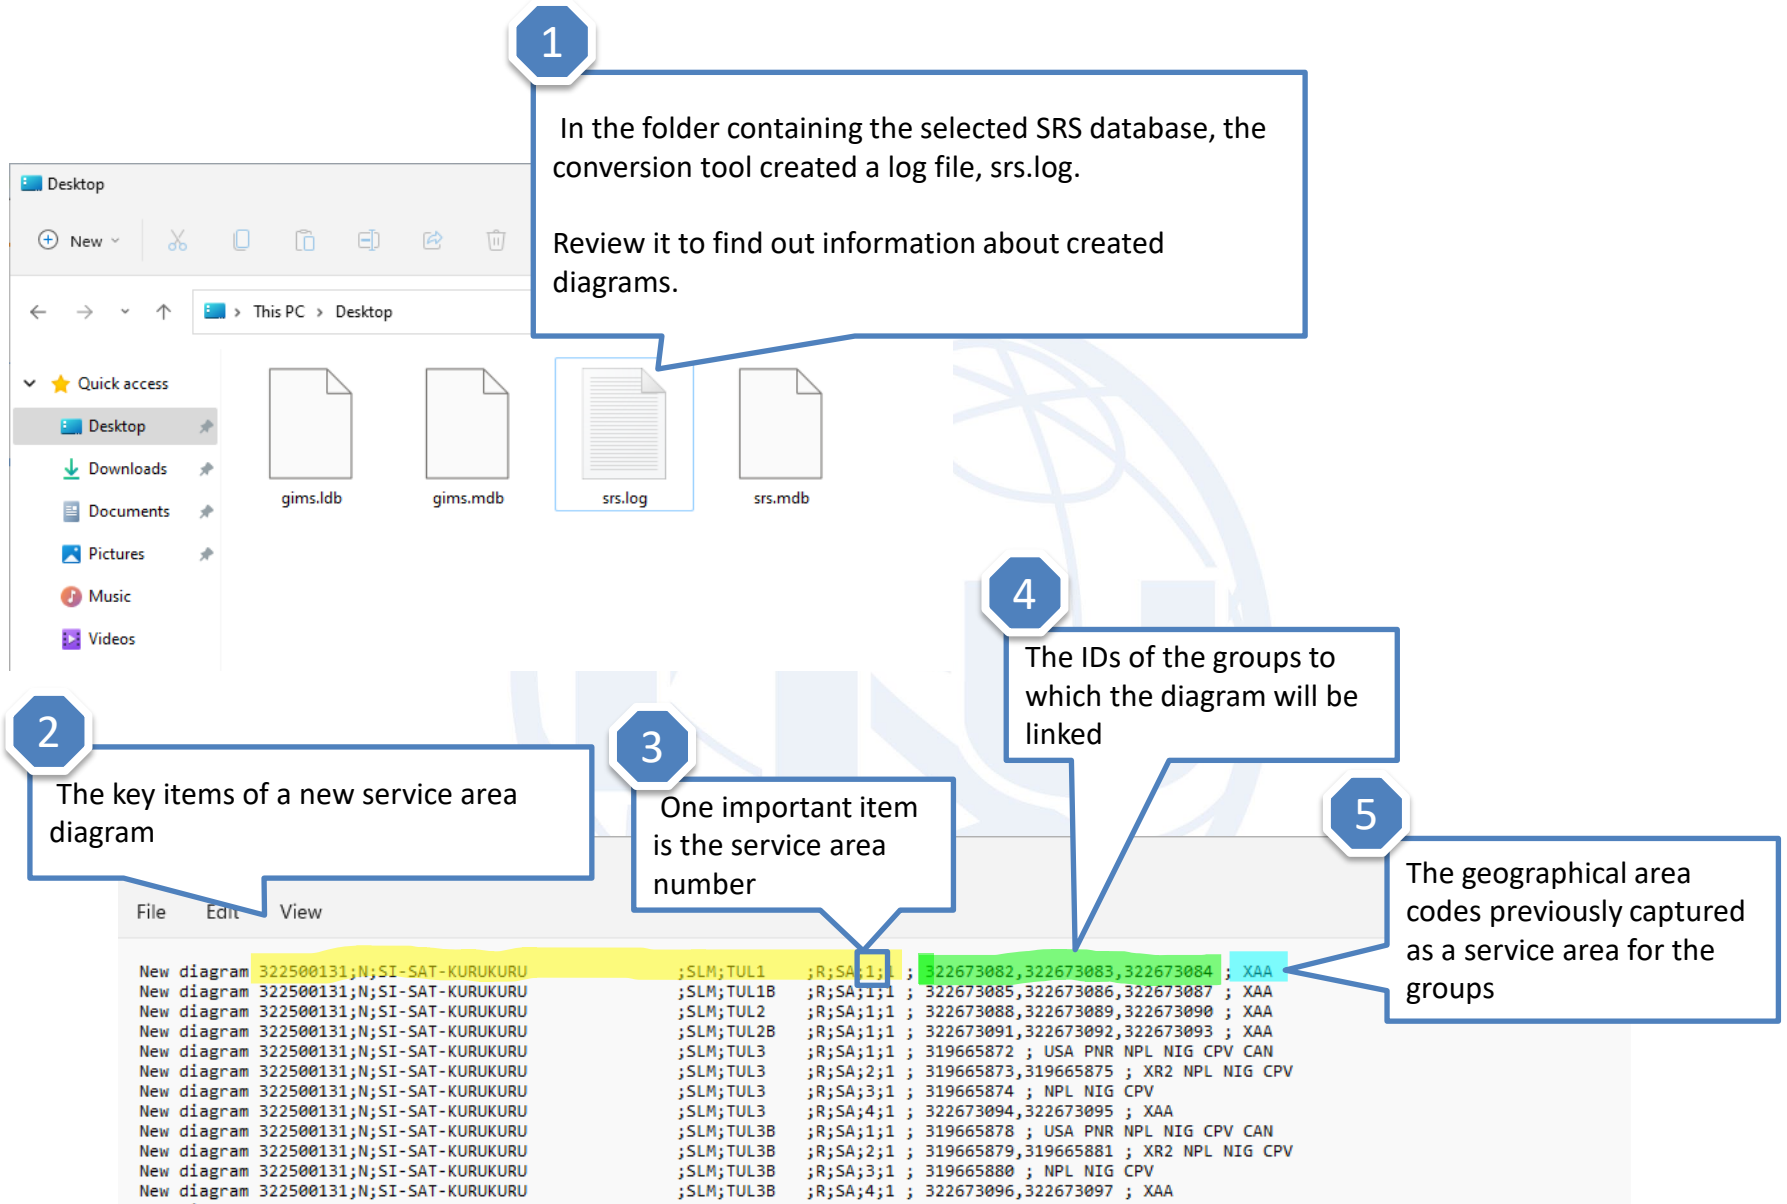 1
In the folder containing the selected SRS database, the
conversion tool created a log file, srs.log.
Review it to find out information about created
diagrams.
Desktop
New
This PC > Desktop
Quick access
Desktop
Downloads
Documents
Pictures
Music
Videos
gims.ldb
gims.mdb
srs.log
srs.mdb
4
The IDs of the groups to
which the diagram will be
linked
2
The key items of a new service area
diagram
3
One important item
is the service area
number
5
The geographical area
codes previously captured
as a service area for the
groups
File Edit View
New diagram 322500131;N;SI-SAT-KURUKURU ;SLM;TUL1 ;R;SA;1;1 ; 322673082,322673083,322673084 ; XAA
New diagram 322500131;N;SI-SAT-KURUKURU ;SLM;TUL1B ;R;SA;1;1 ; 322673085,322673086,322673087 ; XAA
New diagram 322500131;N;SI-SAT-KURUKURU ;SLM;TUL2 ;R;SA;1;1 ; 322673088,322673089,322673090 ; XAA
New diagram 322500131;N;SI-SAT-KURUKURU ;SLM;TUL2B ;R;SA;1;1 ; 322673091,322673092,322673093 ; XAA
New diagram 322500131;N;SI-SAT-KURUKURU ;SLM;TUL3 ;R;SA;1;1 ; 319665872 ; USA PNR NPL NIG CPV CAN
New diagram 322500131;N;SI-SAT-KURUKURU ;SLM;TUL3 ;R;SA;2;1 ; 319665873,319665875 ; XR2 NPL NIG CPV
New diagram 322500131;N;SI-SAT-KURUKURU ;SLM;TUL3 ;R;SA;3;1 ; 319665874 ; NPL NIG CPV
New diagram 322500131;N;SI-SAT-KURUKURU ;SLM;TUL3 ;R;SA;4;1 ; 322673094,322673095 ; XAA
New diagram 322500131;N;SI-SAT-KURUKURU ;SLM;TUL3B ;R;SA;1;1 ; 319665878 ; USA PNR NPL NIG CPV CAN
New diagram 322500131;N;SI-SAT-KURUKURU ;SLM;TUL3B ;R;SA;2;1 ; 319665879,319665881 ; XR2 NPL NIG CPV
New diagram 322500131;N;SI-SAT-KURUKURU ;SLM;TUL3B ;R;SA;3;1 ; 319665880 ; NPL NIG CPV
New diagram 322500131;N;SI-SAT-KURUKURU ;SLM;TUL3B ;R;SA;4;1 ; 322673096,322673097 ; XAA